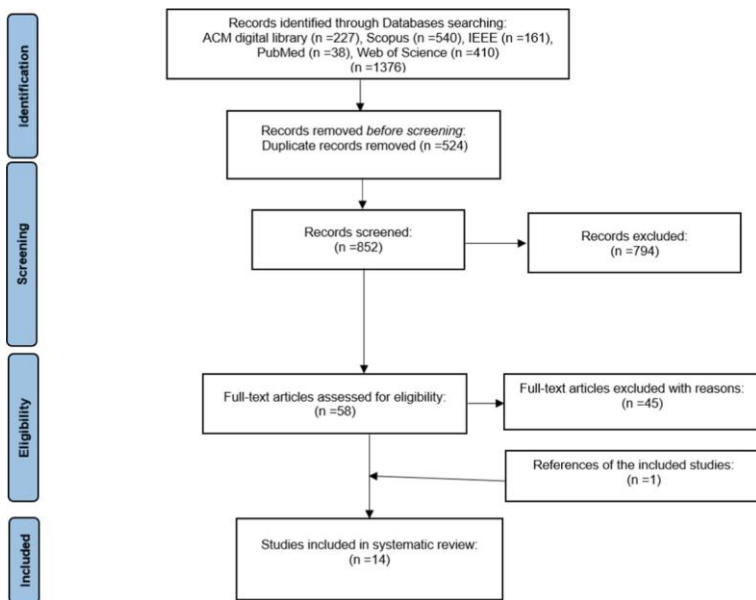 Identification
Records identified through Databases searching:
ACM digital library (n =227), Scopus (n =540), IEEE (n =161),
PubMed (n =38), Web of Science (n =410)
(n =1376)
Records removed before screening:
Duplicate records removed (n =524)
Screening
Records screened:
(n =852)
Records excluded:
(n =794)
Eligibility
Full-text articles assessed for eligibility:
(n =58)
Full-text articles excluded with reasons:
(n =45)
References of the included studies:
(n =1)
Included
Studies included in systematic review:
(n =14)